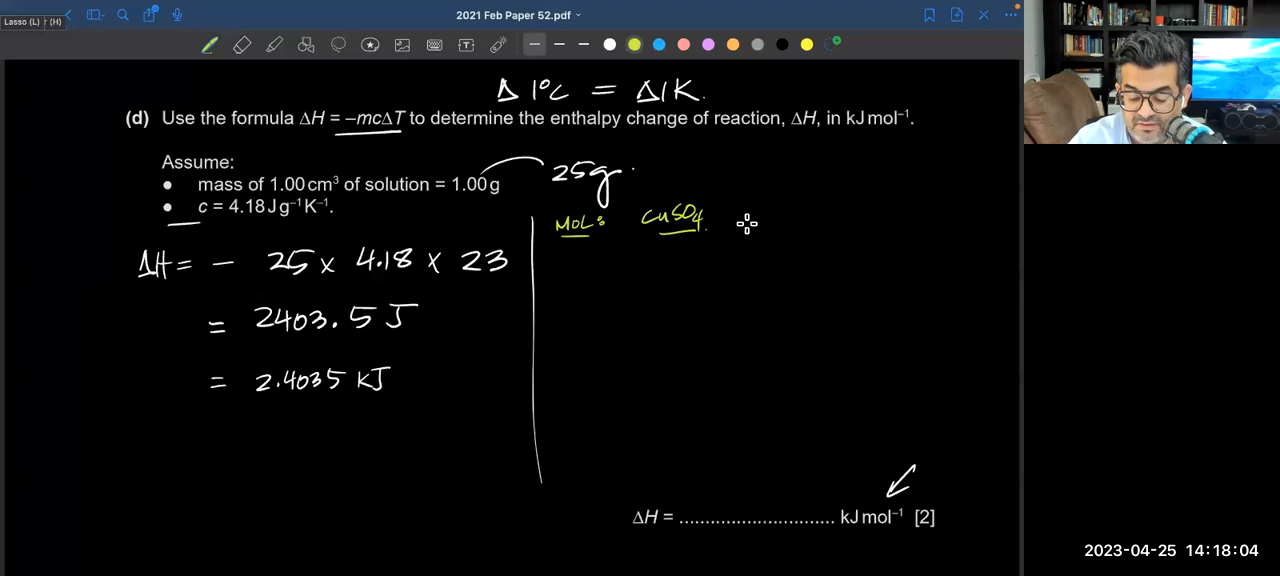 2021 Feb Paper 52.pdf
Lasso (L)
(H)
Δ 1°C = Δ1K.
(d) Use the formula ΔH = −mcΔT to determine the enthalpy change of reaction, ΔH, in kJ mol⁻¹.
Assume:
● mass of 1.00 cm³ of solution = 1.00 g
25g.
● c = 4.18 J g⁻¹ K⁻¹.
MOL: CuSO₄.
ΔH = − 25 × 4.18 × 23
= 2403.5 J
= 2.4035 kJ
ΔH = .............................. kJ mol⁻¹ [2]
2023-04-25 14:18:04